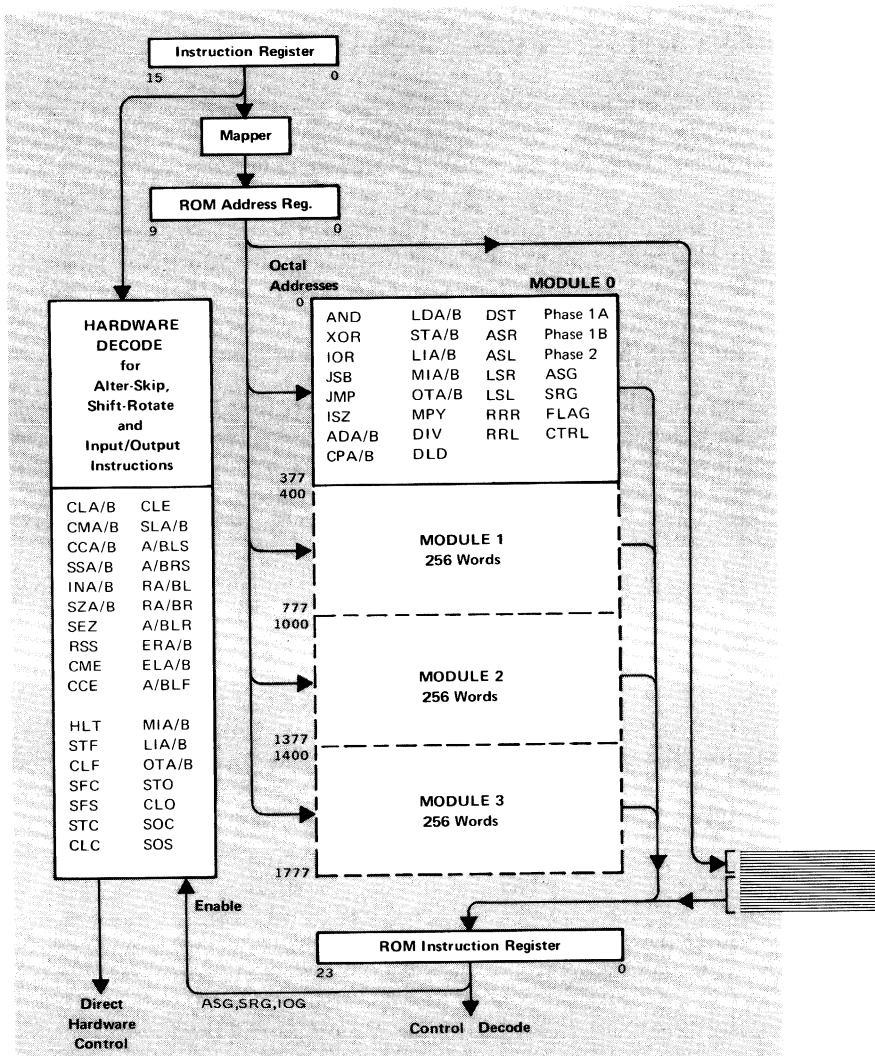 Instruction Register
15 0
Mapper
ROM Address Reg.
9 0
Octal
Addresses
MODULE 0
0
HARDWARE
DECODE
for
Alter-Skip,
Shift-Rotate
and
Input/Output
Instructions
AND LDA/B DST Phase 1A
XOR STA/B ASR Phase 1B
IOR LIA/B ASL Phase 2
JSB MIA/B LSR ASG
JMP OTA/B LSL SRG
ISZ MPY RRR FLAG
ADA/B DIV RRL CTRL
CPA/B DLD
377
400
CLA/B CLE
CMA/B SLA/B
CCA/B A/BLS
SSA/B A/BRS
INA/B RA/BL
SZA/B RA/BR
SEZ A/BLR
RSS ERA/B
CME ELA/B
CCE A/BLF
HLT MIA/B
STF LIA/B
CLF OTA/B
SFC STO
SFS CLO
STC SOC
CLC SOS
MODULE 1
256 Words
777
1000
MODULE 2
256 Words
1377
1400
MODULE 3
256 Words
1777
Enable
ROM Instruction Register
23 0
ASG,SRG,IOG
Direct
Hardware
Control
Control Decode